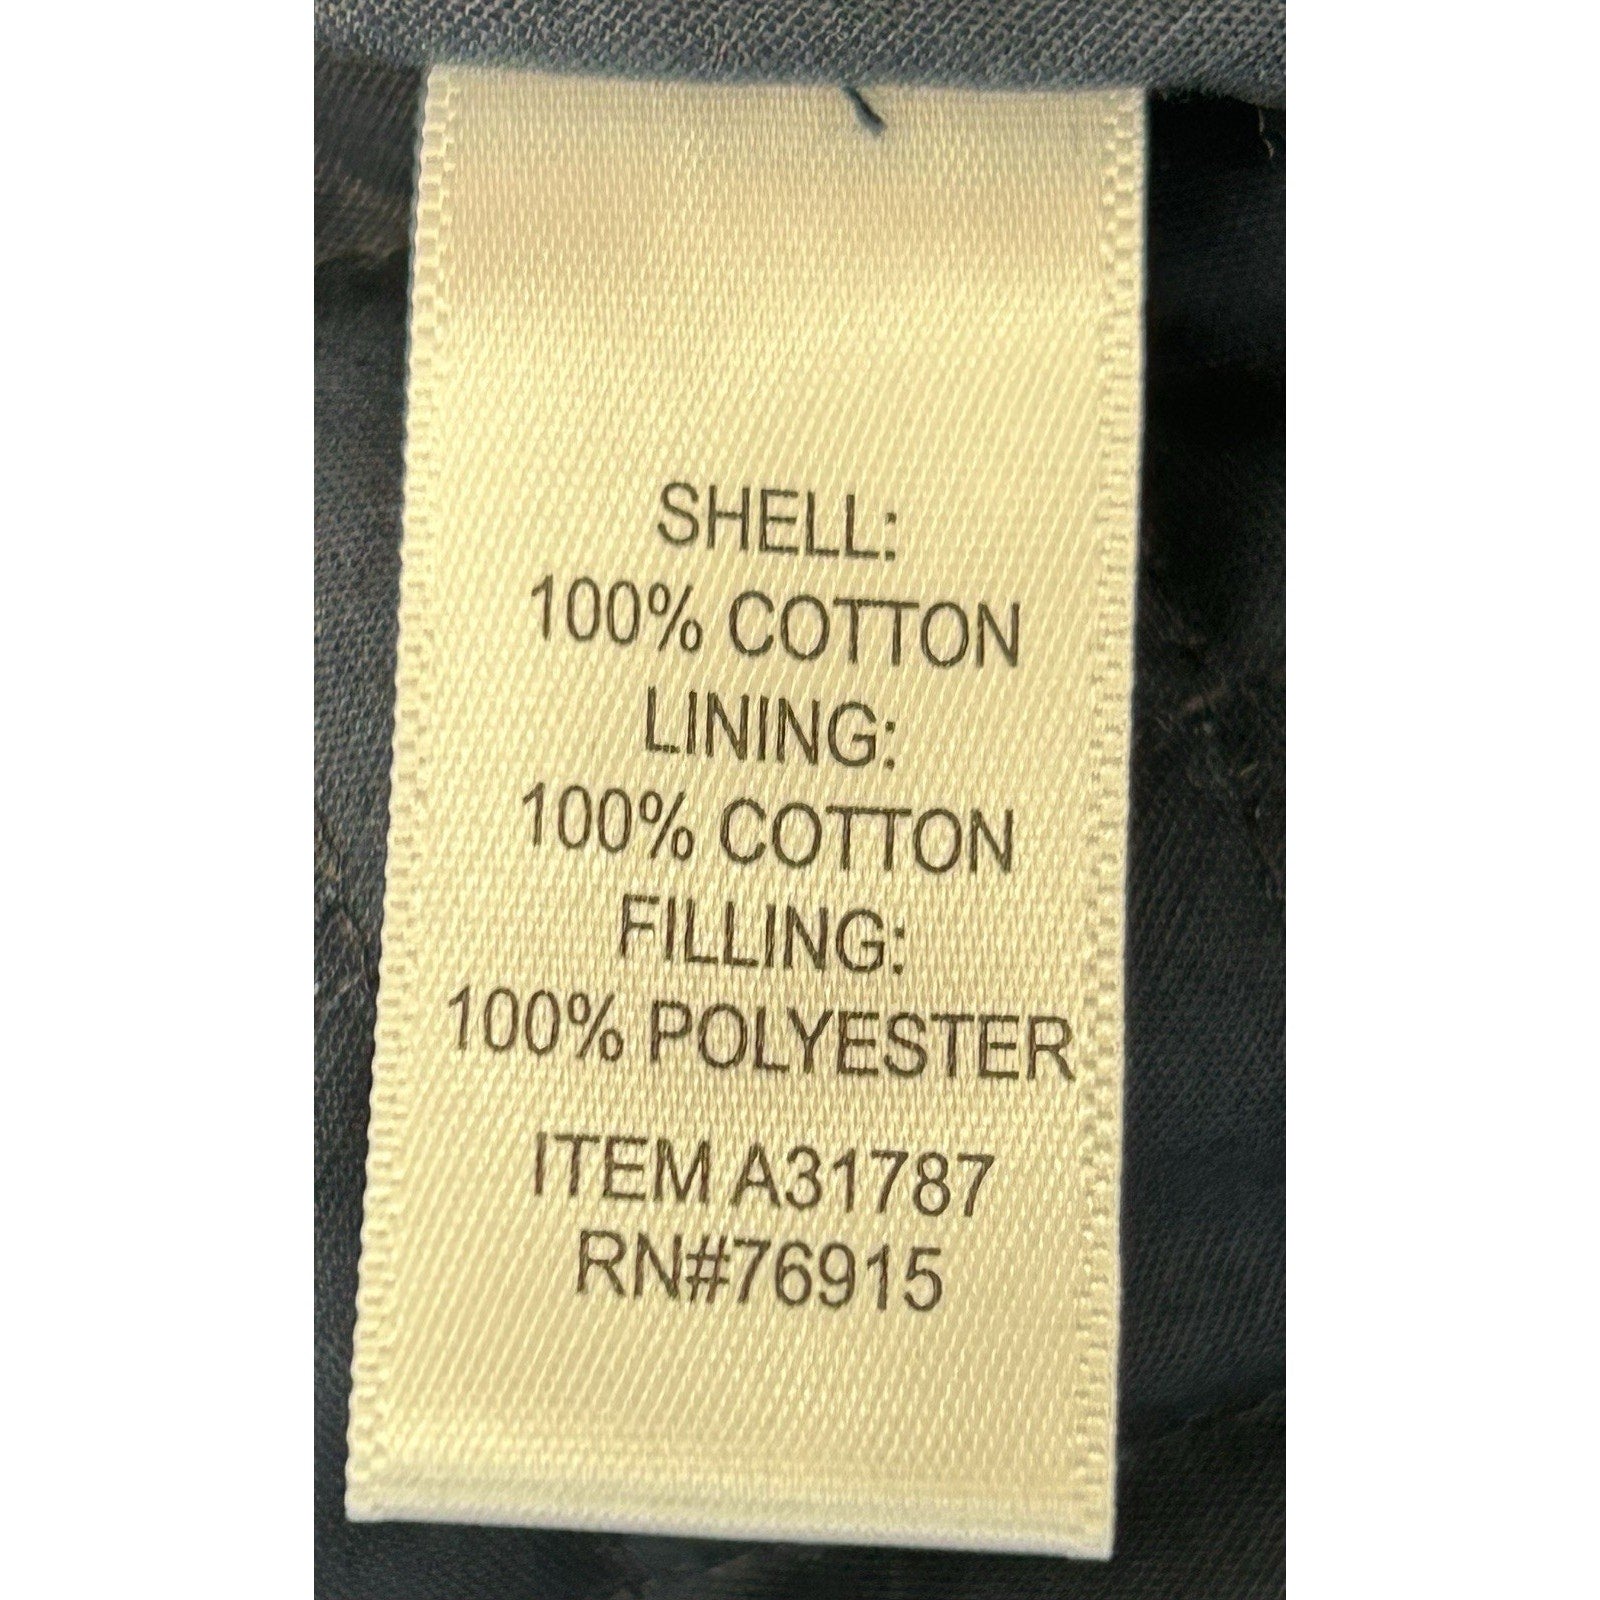 SHELL:
100% COTTON
LINING:
100% COTTON
FILLING:
100% POLYESTER
ITEM A31787
RN#76915